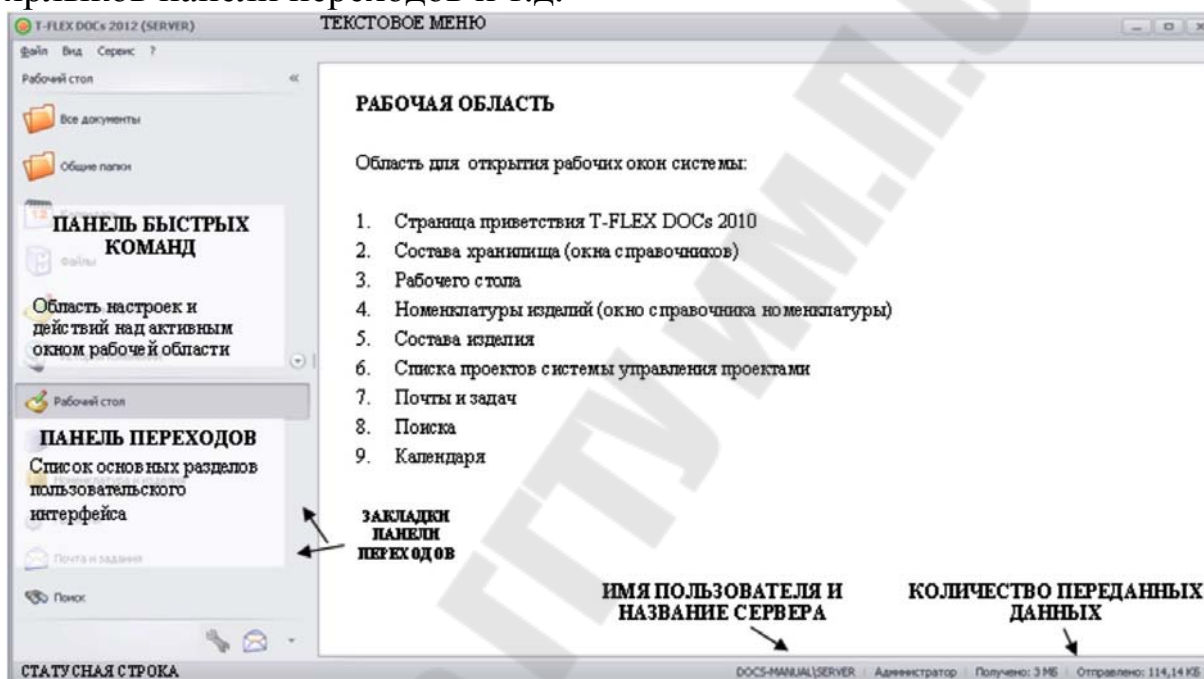 ярлыков панели переходов и т.д.
T-FLEX DOCs 2012 (SERVER)
ТЕКСТОВОЕ МЕНЮ
Файл Вид Сервис ?
Рабочий стол «
Все документы
Общие папки
ПАНЕЛЬ БЫСТРЫХ
КОМАНД
Файлы
Область настроек и
действий над активным
окном рабочей области
Рабочий стол
ПАНЕЛЬ ПЕРЕХОДОВ
Список основных разделов
пользовательского
интерфейса
Почта и задания
Поиск
СТАТУСНАЯ СТРОКА
РАБОЧАЯ ОБЛАСТЬ
Область для открытия рабочих окон системы:
1. Страница приветствия T-FLEX DOCs 2010
2. Состава хранилища (окна справочников)
3. Рабочего стола
4. Номенклатуры изделий (окно справочника номенклатуры)
5. Состава изделия
6. Списка проектов системы управления проектами
7. Почты и задач
8. Поиска
9. Календаря
ЗАКЛАДКИ
ПАНЕЛИ
ПЕРЕХОДОВ
ИМЯ ПОЛЬЗОВАТЕЛЯ И
НАЗВАНИЕ СЕРВЕРА
КОЛИЧЕСТВО ПЕРЕДАННЫХ
ДАННЫХ
DOCS-MANUAL\SERVER Администратор Получено: 3 МБ Отправлено: 114,14 КБ